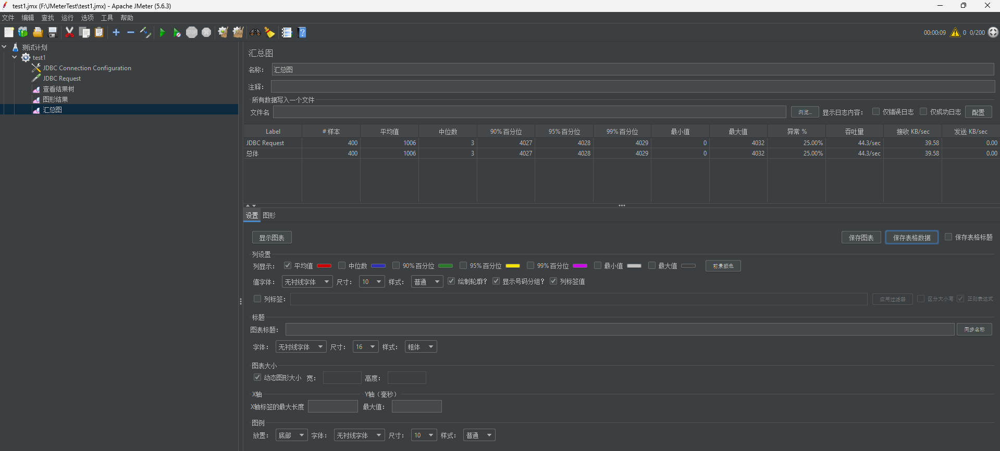 test1.jmx (F:\JMeterTest\test1.jmx) - Apache JMeter (5.6.3)
文件 编辑 查找 运行 选项 工具 帮助
00:00:09 0 0/200
测试计划
test1
JDBC Connection Configuration
JDBC Request
查看结果树
图形结果
汇总图
汇总图
名称： 汇总图
注释：
所有数据写入一个文件
文件名 浏览... 显示日志内容： 仅错误日志 仅成功日志 配置
Label # 样本 平均值 中位数 90% 百分位 95% 百分位 99% 百分位 最小值 最大值 异常 % 吞吐量 接收 KB/sec 发送 KB/sec
JDBC Request 400 1006 3 4027 4028 4029 0 4032 25.00% 44.3/sec 39.58 0.00
总体 400 1006 3 4027 4028 4029 0 4032 25.00% 44.3/sec 39.58 0.00
设置 图形
显示图表 保存图表 保存表格数据 保存表格标题
列设置
列显示： 平均值 中位数 90% 百分位 95% 百分位 99% 百分位 最小值 最大值 前景颜色
值字体： 无衬线字体 尺寸： 10 样式： 普通 绘制轮廓? 显示号码分组? 列标签值
列标签： 应用过滤器 区分大小写 正则表达式
标题
图表标题： 同步名称
字体： 无衬线字体 尺寸： 16 样式： 粗体
图表大小
动态图形大小 宽： 高度：
X轴 Y轴（毫秒）
X轴标签的最大长度 最大值：
图例
放置： 底部 字体： 无衬线字体 尺寸： 10 样式： 普通